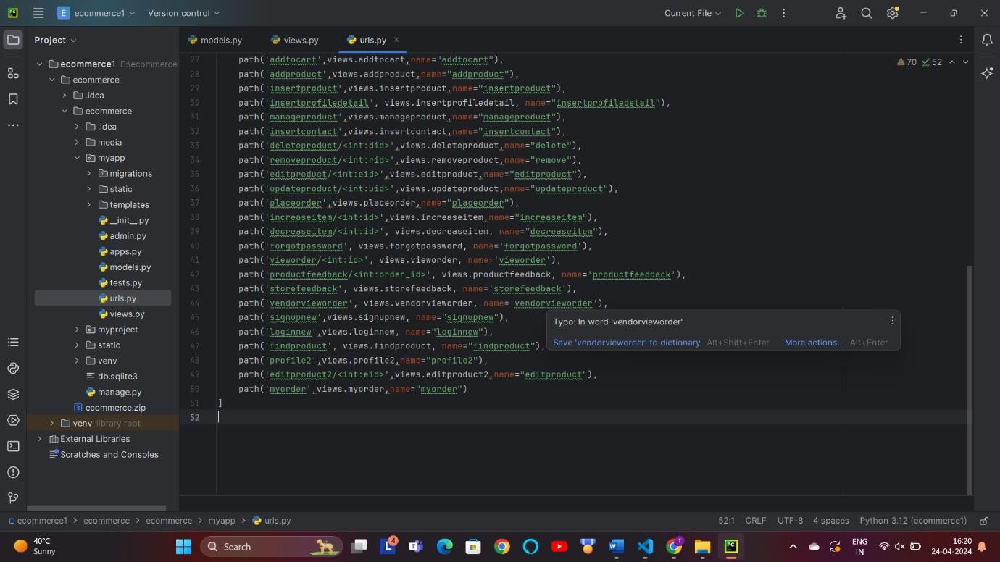 PC
E ecommerce1
Version control
Current File
Project
models.py
views.py
urls.py
ecommerce1 E:\ecommerce
ecommerce
.idea
ecommerce
.idea
media
myapp
migrations
static
templates
__init__.py
admin.py
apps.py
models.py
tests.py
urls.py
views.py
myproject
static
venv
db.sqlite3
manage.py
ecommerce.zip
venv library root
External Libraries
Scratches and Consoles
70 52
27 path('addtocart',views.addtocart,name="addtocart"),
28 path('addproduct',views.addproduct,name="addproduct"),
29 path('insertproduct',views.insertproduct,name="insertproduct"),
30 path('insertprofiledetail', views.insertprofiledetail, name="insertprofiledetail"),
31 path('manageproduct',views.manageproduct,name="manageproduct"),
32 path('insertcontact',views.insertcontact,name="insertcontact"),
33 path('deleteproduct/<int:did>',views.deleteproduct,name="delete"),
34 path('removeproduct/<int:rid>',views.removeproduct,name="remove"),
35 path('editproduct/<int:eid>',views.editproduct,name="editproduct"),
36 path('updateproduct/<int:uid>',views.updateproduct,name="updateproduct"),
37 path('placeorder',views.placeorder,name="placeorder"),
38 path('increaseitem/<int:id>',views.increaseitem,name="increaseitem"),
39 path('decreaseitem/<int:id>', views.decreaseitem, name="decreaseitem"),
40 path('forgotpassword', views.forgotpassword, name='forgotpassword'),
41 path('vieworder/<int:id>', views.vieworder, name='vieworder'),
42 path('productfeedback/<int:order_id>', views.productfeedback, name='productfeedback'),
43 path('storefeedback', views.storefeedback, name='storefeedback'),
44 path('vendorvieworder', views.vendorvieworder, name='vendorvieworder'),
45 path('signupnew',views.signupnew, name="signupnew"),
46 path('loginnew',views.loginnew, name="loginnew"),
47 path('findproduct', views.findproduct, name="findproduct"),
48 path('profile2',views.profile2,name="profile2"),
49 path('editproduct2/<int:eid>',views.editproduct2,name="editproduct"),
50 path('myorder',views.myorder,name="myorder")
51 ]
52
Typo: In word 'vendorvieworder'
Save 'vendorvieworder' to dictionary Alt+Shift+Enter More actions... Alt+Enter
ecommerce1 > ecommerce > ecommerce > myapp > urls.py
52:1 CRLF UTF-8 4 spaces Python 3.12 (ecommerce1)
40°C
Sunny
Search
L 4
T
PC
ENG
IN
16:20
24-04-2024